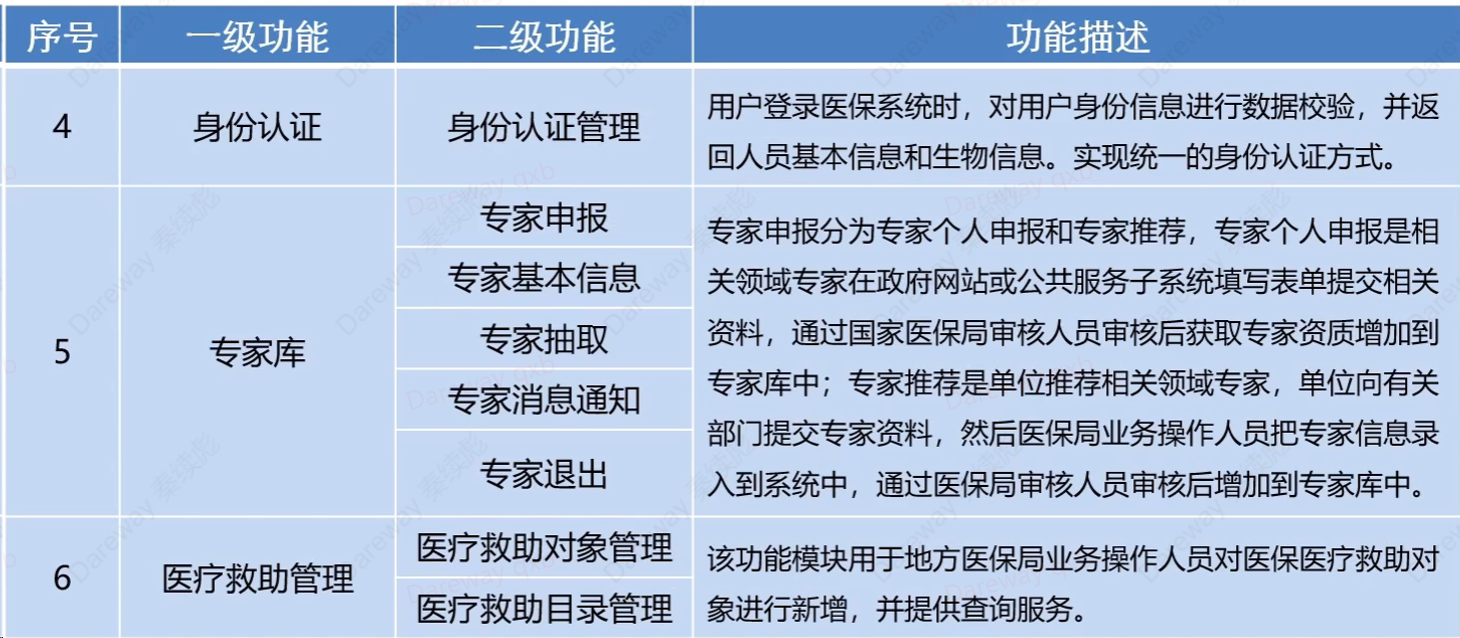 序号 一级功能 二级功能 功能描述
4 身份认证 身份认证管理
用户登录医保系统时，对用户身份信息进行数据校验，并返
回人员基本信息和生物信息。实现统一的身份认证方式。
5 专家库
专家申报
专家基本信息
专家抽取
专家消息通知
专家退出
专家申报分为专家个人申报和专家推荐，专家个人申报是相
关领域专家在政府网站或公共服务子系统填写表单提交相关
资料，通过国家医保局审核人员审核后获取专家资质增加到
专家库中；专家推荐是单位推荐相关领域专家，单位向有关
部门提交专家资料，然后医保局业务操作人员把专家信息录
入到系统中，通过医保局审核人员审核后增加到专家库中。
6 医疗救助管理
医疗救助对象管理
医疗救助目录管理
该功能模块用于地方医保局业务操作人员对医保医疗救助对
象进行新增，并提供查询服务。
Dareway 秦续彪
Dareway qxb